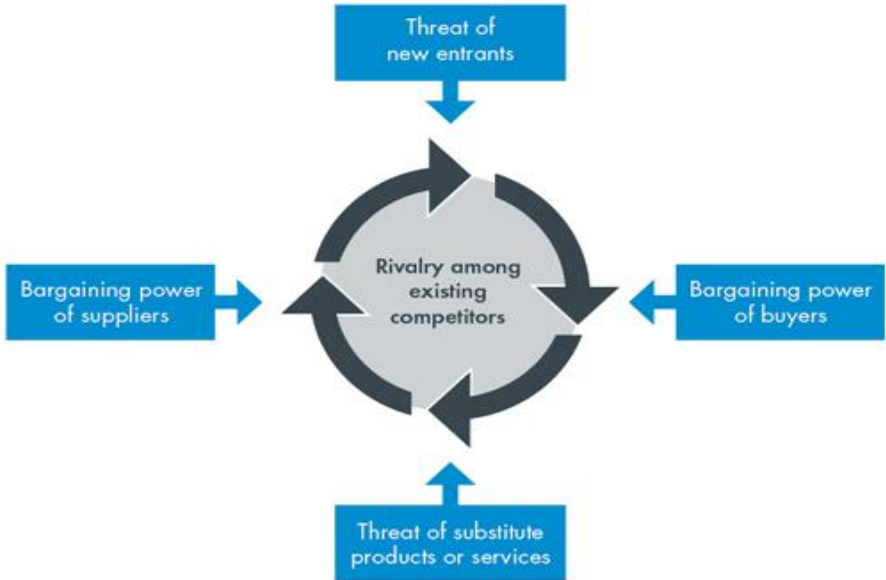 Threat of
new entrants
Bargaining power
of suppliers
Rivalry among
existing
competitors
Bargaining power
of buyers
Threat of substitute
products or services